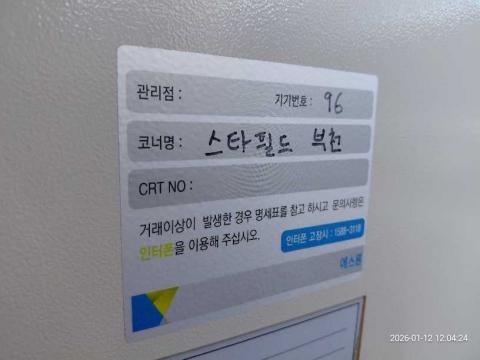 관리점 :
기기번호 : 96
코너명 : 스타필드 부천
CRT NO :
거래이상이 발생한 경우 명세표를 참고 하시고 문의사항은
인터폰을 이용해 주십시오.
인터폰 고장시 : 1588-3118
에스원
2026-01-12 12:04:24